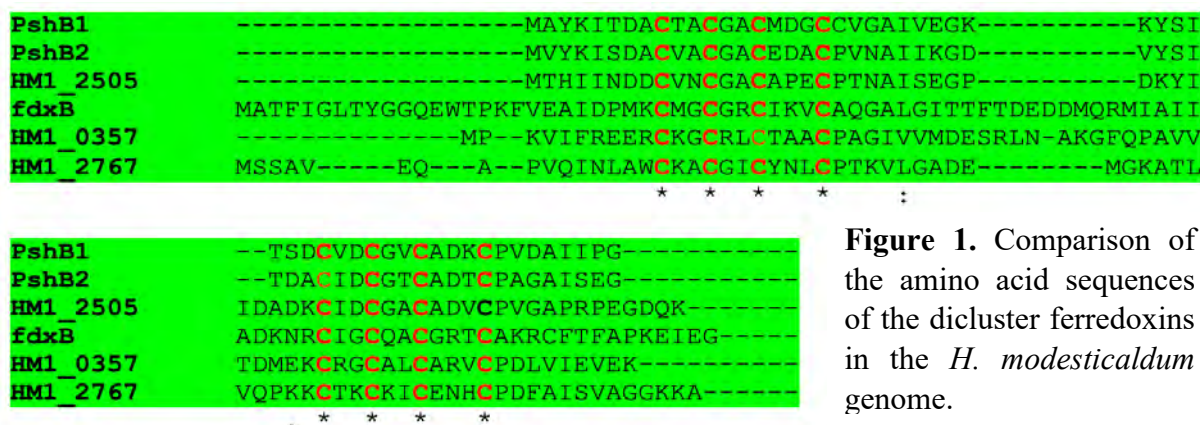 PshB1 ------------------MAYKITDACTACGACMDGCCVGAIVEGK----------KYSI
PshB2 ------------------MVYKISDACVACGACEDACPVNAIIKGD----------VYSI
HM1_2505 ------------------MTHIINDDCVNCGACAPECPTNAISEGP----------DKYI
fdxB MATFIGLTYGGQEWTPKFVEAIDPMKCMGCGRCIKVCAQGALGITTFTDEDDMQRMIAII
HM1_0357 --------------MP--KVIFREERCKGCRLCTAACPAGIVVMDESRLN-AKGFQPAVV
HM1_2767 MSSAV-----EQ---A--PVQINLAWCKACGICYNLCPTKVLGADE--------MGKATL
* * * * :
PshB1 --TSDCVDCGVCADKCPVDAIIPG-----------
PshB2 --TDACIDCGTCADTCPAGAISEG-----------
HM1_2505 IDADKCIDCGACADVCPVGAPRPEGDQK-------
fdxB ADKNRCIDCQACGRTCAKRCFTFAPKEIEG-----
HM1_0357 TDMEKCRGCALCARVCPDLVIEVEK----------
HM1_2767 VQPKKCTKCKICENHCPDFAISVAGGKKA------
* * * *
Figure 1. Comparison of
the amino acid sequences
of the dicluster ferredoxins
in the H. modesticaldum
genome.